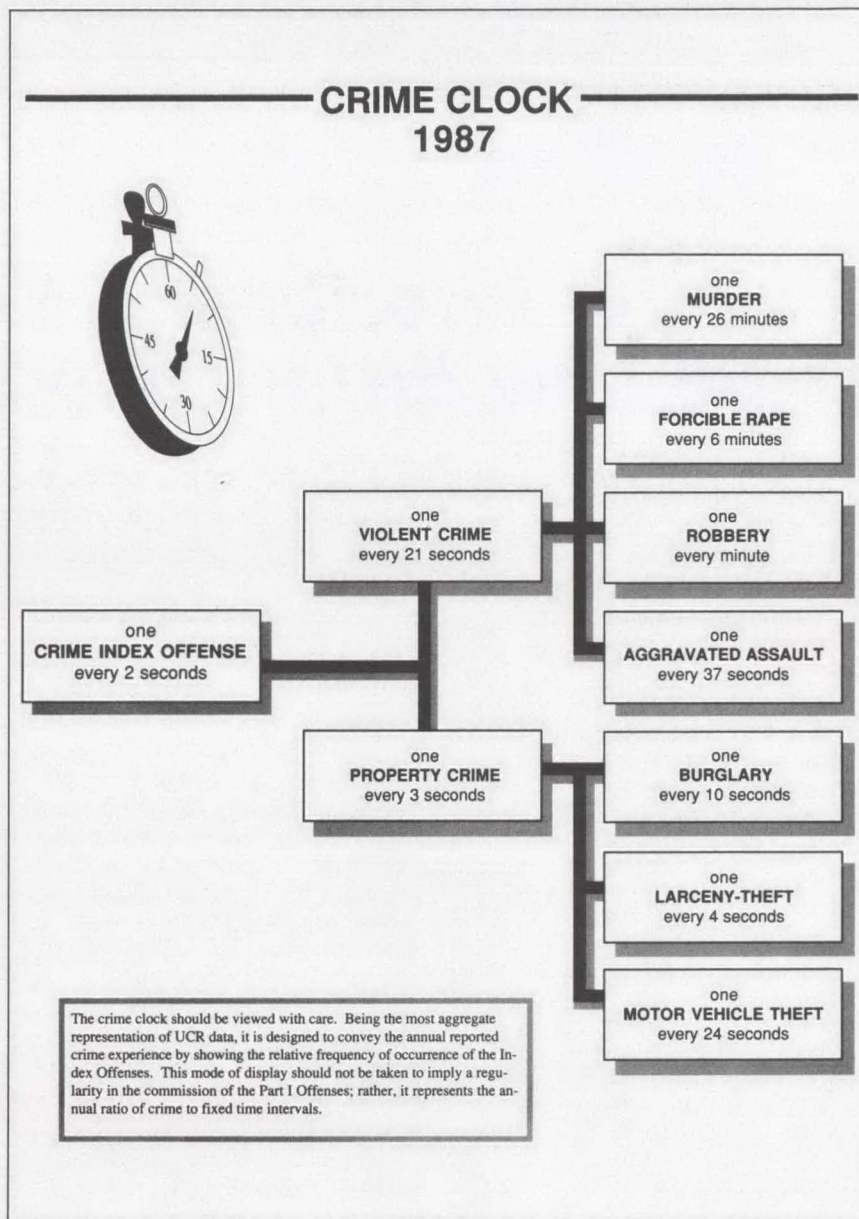 CRIME CLOCK
1987
60
15
30
45
one
MURDER
every 26 minutes
one
FORCIBLE RAPE
every 6 minutes
one
VIOLENT CRIME
every 21 seconds
one
ROBBERY
every minute
one
CRIME INDEX OFFENSE
every 2 seconds
one
AGGRAVATED ASSAULT
every 37 seconds
one
PROPERTY CRIME
every 3 seconds
one
BURGLARY
every 10 seconds
one
LARCENY-THEFT
every 4 seconds
one
MOTOR VEHICLE THEFT
every 24 seconds
The crime clock should be viewed with care. Being the most aggregate
representation of UCR data, it is designed to convey the annual reported
crime experience by showing the relative frequency of occurrence of the In-
dex Offenses. This mode of display should not be taken to imply a regu-
larity in the commission of the Part I Offenses; rather, it represents the an-
nual ratio of crime to fixed time intervals.